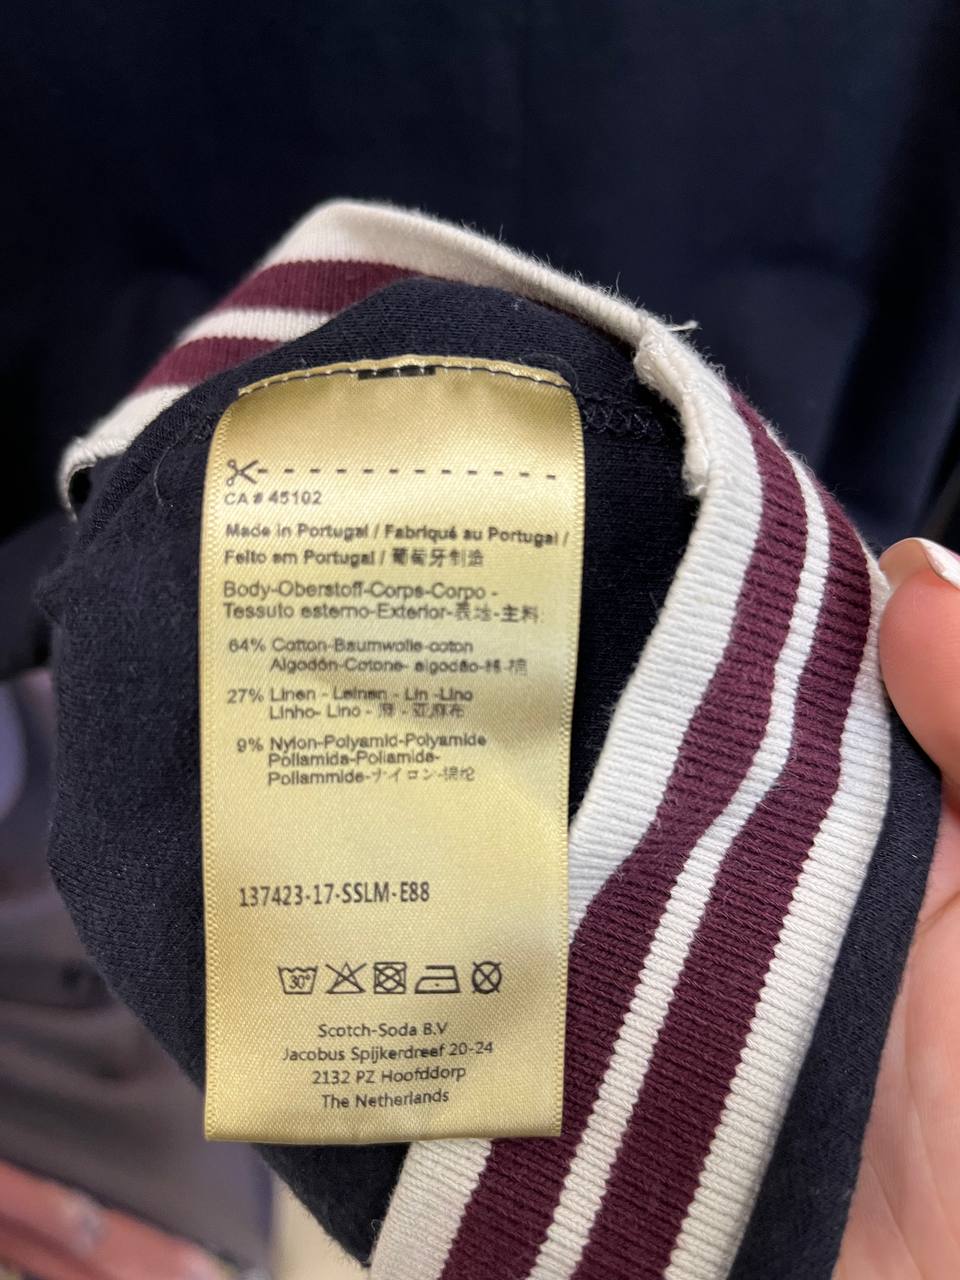 CA # 45102
Made in Portugal / Fabriqué au Portugal /
Feito em Portugal / 葡萄牙制造
Body-Oberstoff-Corps-Corpo -
Tessuto esterno-Exterior-表地-主料
64% Cotton-Baumwolle-coton
Algodón-Cotone- algodão-棉-棉
27% Linen - Leinen - Lin -Lino
Linho- Lino - 麻 - 亚麻布
9% Nylon-Polyamid-Polyamide
Poliamida-Poliamide-
Poliammide-ナイロン-锦纶
137423-17-SSLM-E88
30°
Scotch-Soda B.V
Jacobus Spijkerdreef 20-24
2132 PZ Hoofddorp
The Netherlands